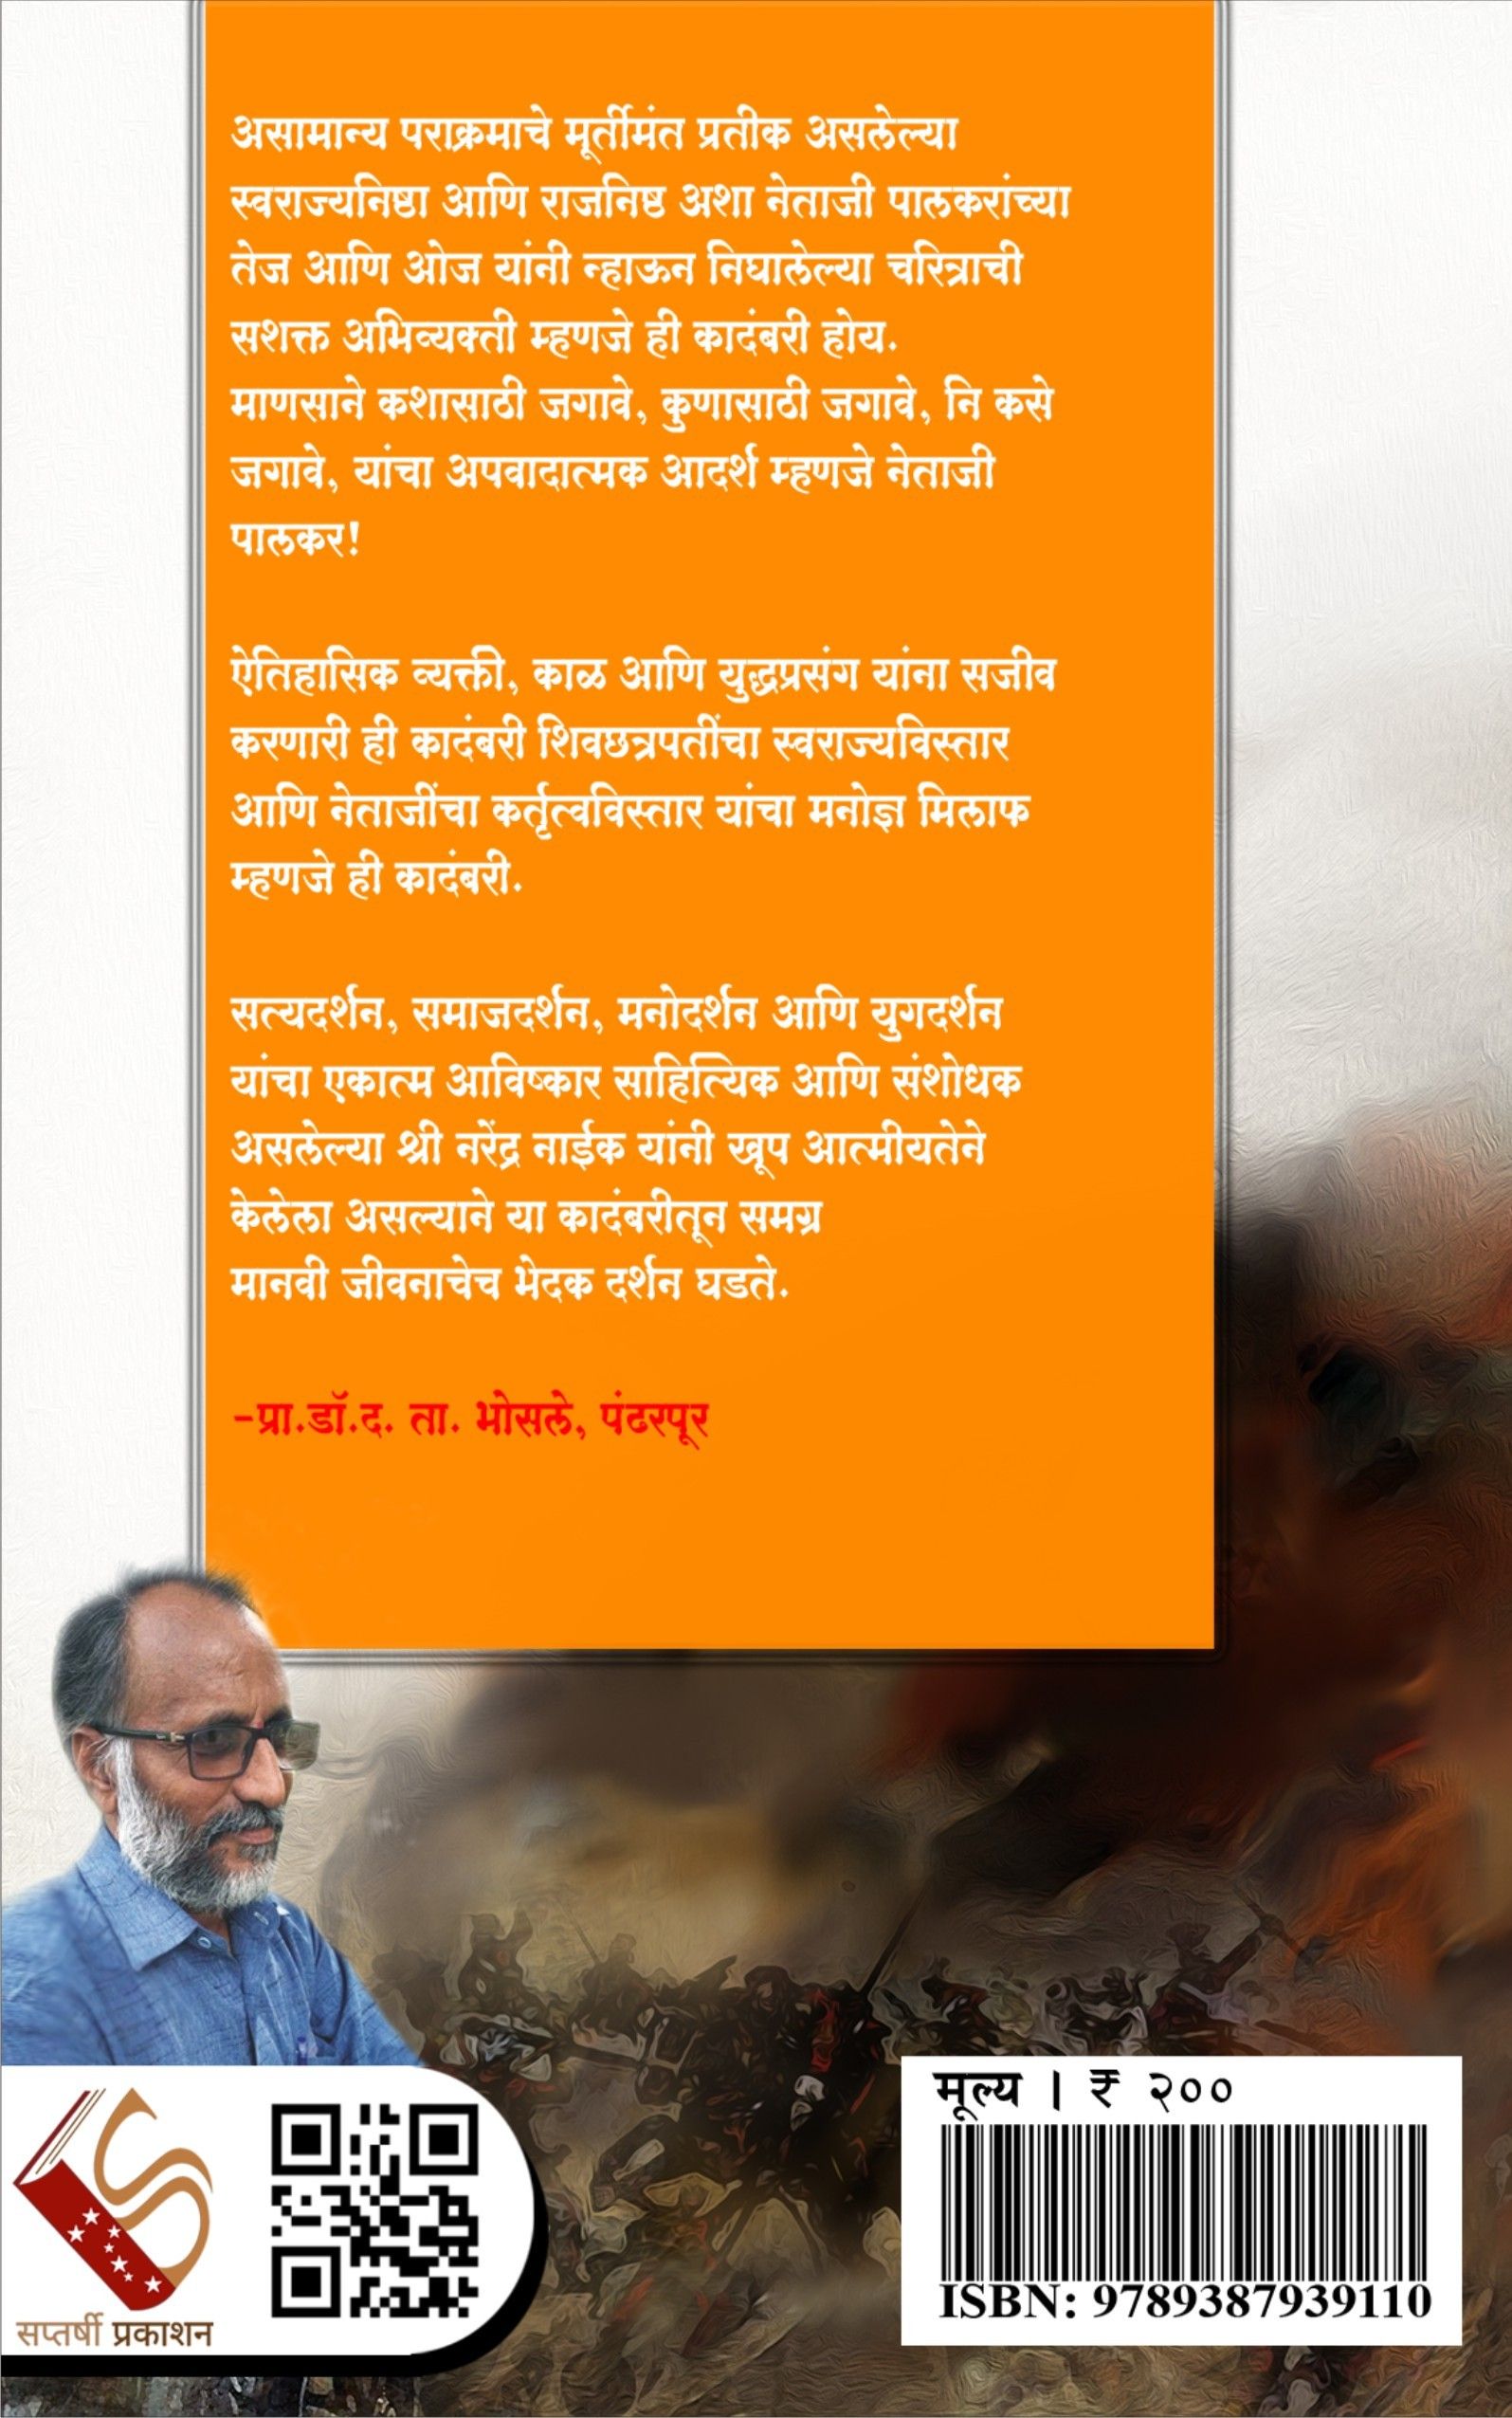 असामान्य पराक्रमाचे मूर्तीमंत प्रतीक असलेल्या
स्वराज्यनिष्ठा आणि राजनिष्ठ अशा नेताजी पालकरांच्या
तेज आणि ओज यांनी न्हाऊन निघालेल्या चरित्राची
सशक्त अभिव्यक्ती म्हणजे ही कादंबरी होय.
माणसाने कशासाठी जगावे, कुणासाठी जगावे, नि कसे
जगावे, यांचा अपवादात्मक आदर्श म्हणजे नेताजी
पालकर!
ऐतिहासिक व्यक्ती, काळ आणि युद्धप्रसंग यांना सजीव
करणारी ही कादंबरी शिवछत्रपतींचा स्वराज्यविस्तार
आणि नेताजींचा कर्तृत्वविस्तार यांचा मनोज्ञ मिलाफ
म्हणजे ही कादंबरी.
सत्यदर्शन, समाजदर्शन, मनोदर्शन आणि युगदर्शन
यांचा एकात्म आविष्कार साहित्यिक आणि संशोधक
असलेल्या श्री नरेंद्र नाईक यांनी खूप आत्मीयतेने
केलेला असल्याने या कादंबरीतून समग्र
मानवी जीवनाचेच भेदक दर्शन घडते.
-प्रा.डॉ.द. ता. भोसले, पंढरपूर
सप्तर्षी प्रकाशन
मूल्य । ₹ २००
ISBN: 9789387939110